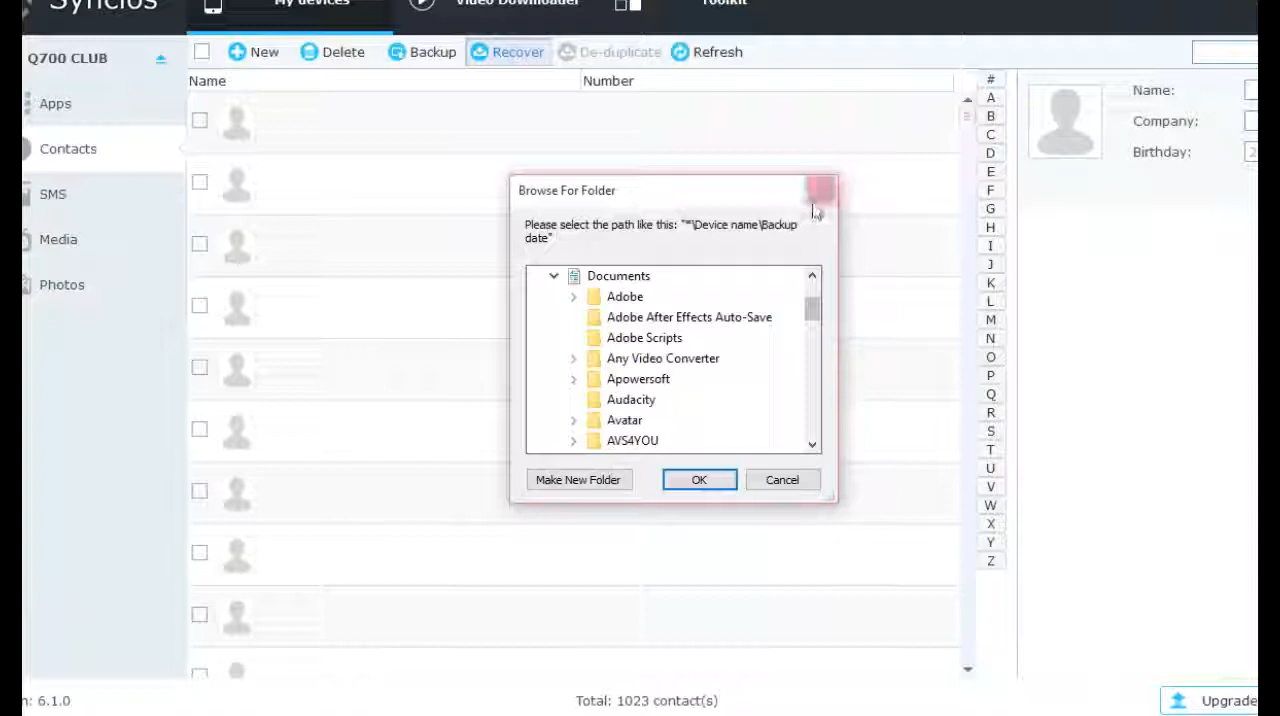 Syncios
My devices
Video Downloader
Toolkit
Q700 CLUB
New
Delete
Backup
Recover
De-duplicate
Refresh
Name
Number
Apps
Contacts
SMS
Media
Photos
Browse For Folder
Please select the path like this: "*\Device name\Backup
date"
Documents
Adobe
Adobe After Effects Auto-Save
Adobe Scripts
Any Video Converter
Apowersoft
Audacity
Avatar
AVS4YOU
Make New Folder
OK
Cancel
#
A
B
C
D
E
F
G
H
I
J
K
L
M
N
O
P
Q
R
S
T
U
V
W
X
Y
Z
Name:
Company:
Birthday:
2
n: 6.1.0
Total: 1023 contact(s)
Upgrade